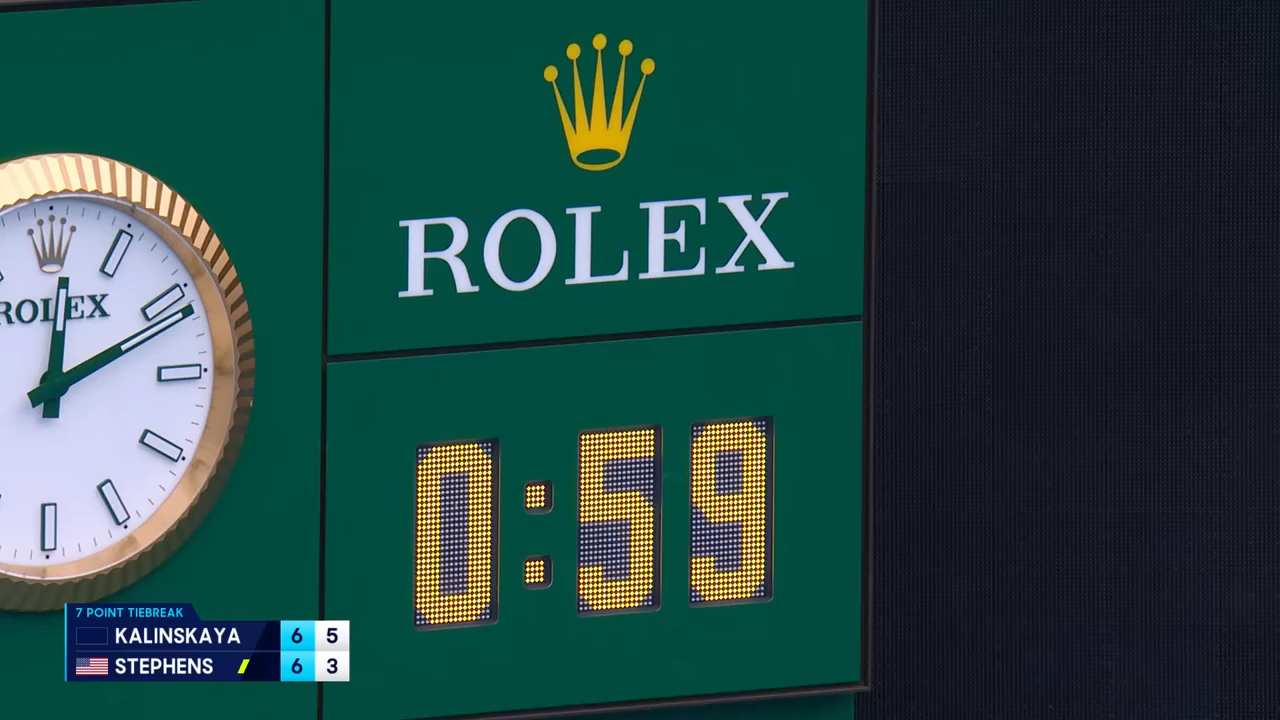 ROLEX
ROLEX
0:59
7 POINT TIEBREAK
KALINSKAYA 6 5
STEPHENS 6 3